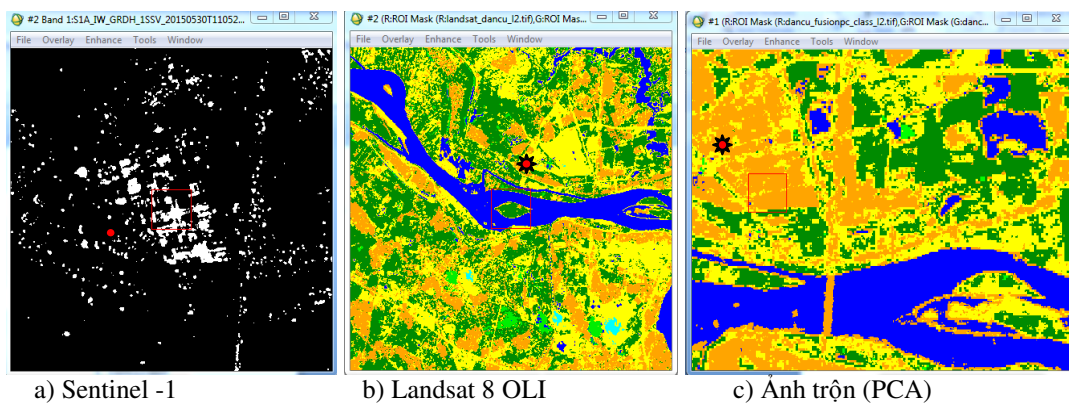 #2 Band 1:S1A_IW_GRDH_1SSV_20150530T11052...
File Overlay Enhance Tools Window
#2 (R:ROI Mask (R:landsat_dancu_l2.tif),G:ROI Mas...
File Overlay Enhance Tools Window
#1 (R:ROI Mask (R:dancu_fusionpc_class_l2.tif),G:ROI Mask (G:danc...
File Overlay Enhance Tools Window
a) Sentinel -1
b) Landsat 8 OLI
c) Ảnh trộn (PCA)